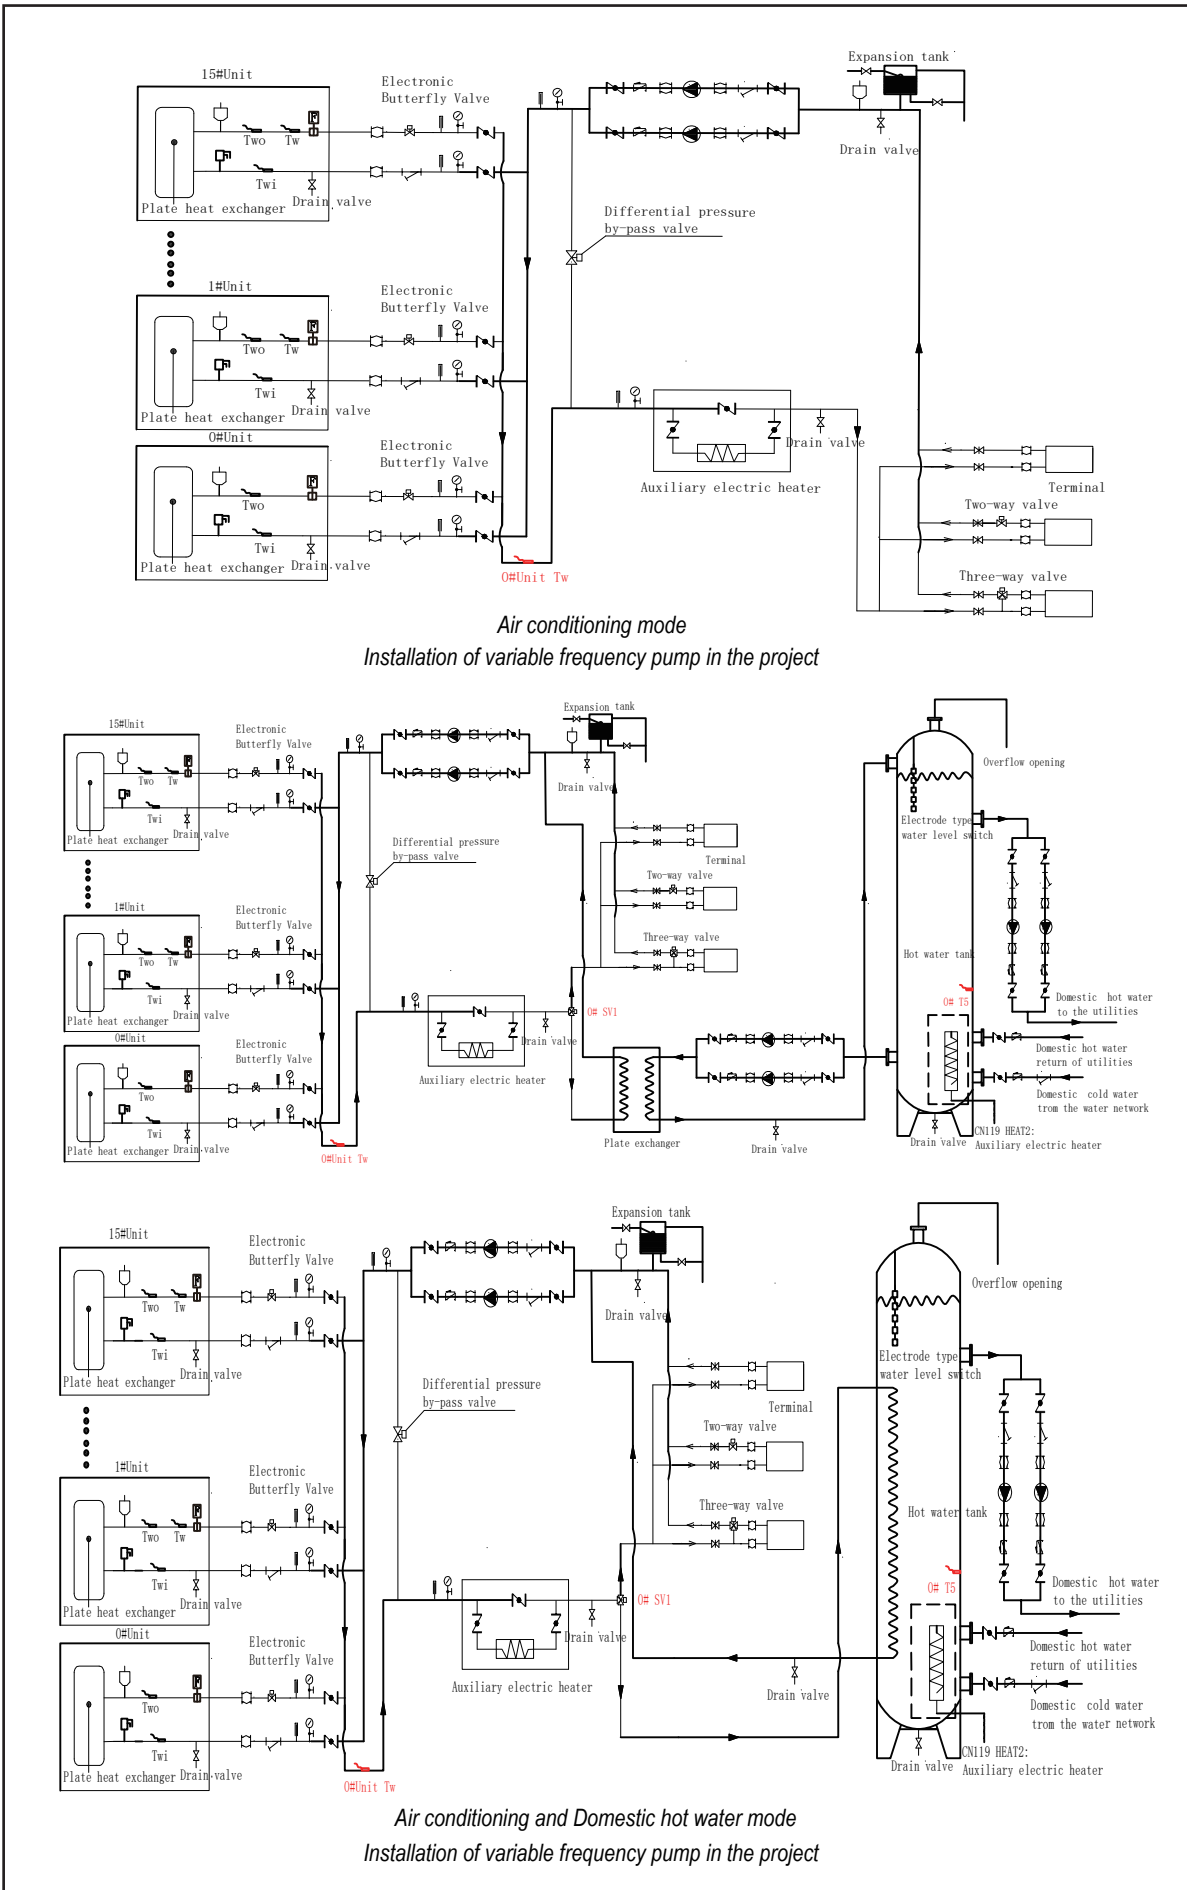 Expansion tank
15#Unit
Electronic
Butterfly Valve
Two
Tw
Drain valve
Twi
Drain valve
Plate heat exchanger
Differential pressure
by-pass valve
1#Unit
Electronic
Butterfly Valve
Two
Tw
Twi
Drain valve
Plate heat exchanger
0#Unit
Electronic
Butterfly Valve
Drain valve
Auxiliary electric heater
Terminal
Two
Two-way valve
Twi
Drain valve
Plate heat exchanger
0#Unit Tw
Three-way valve
Air conditioning mode
Installation of variable frequency pump in the project
Expansion tank
15#Unit
Electronic
Butterfly Valve
Overflow opening
Two
Tw
Drain valve
Twi
Drain valve
Plate heat exchanger
Electrode type
water level switch
Differential pressure
by-pass valve
Terminal
Two-way valve
1#Unit
Electronic
Butterfly Valve
Three-way valve
Two
Tw
Hot water tank
Twi
Drain valve
Plate heat exchanger
0# T5
Domestic hot water
to the utilities
0# SV1
0#Unit
Electronic
Butterfly Valve
Drain valve
Auxiliary electric heater
Domestic hot water
return of utilities
Two
Domestic cold water
trom the water network
Twi
Drain valve
Plate heat exchanger
0#Unit Tw
Plate exchanger
Drain valve
Drain valve
CN119 HEAT2:
Auxiliary electric heater
Expansion tank
15#Unit
Electronic
Butterfly Valve
Overflow opening
Two
Tw
Drain valve
Twi
Drain valve
Plate heat exchanger
Electrode type
water level switch
Differential pressure
by-pass valve
Terminal
Two-way valve
1#Unit
Electronic
Butterfly Valve
Three-way valve
Two
Tw
Hot water tank
Twi
Drain valve
Plate heat exchanger
0# T5
Domestic hot water
to the utilities
0# SV1
0#Unit
Electronic
Butterfly Valve
Drain valve
Auxiliary electric heater
Domestic hot water
return of utilities
Two
Drain valve
Domestic cold water
trom the water network
Twi
Drain valve
Plate heat exchanger
0#Unit Tw
Drain valve
CN119 HEAT2:
Auxiliary electric heater
Air conditioning and Domestic hot water mode
Installation of variable frequency pump in the project